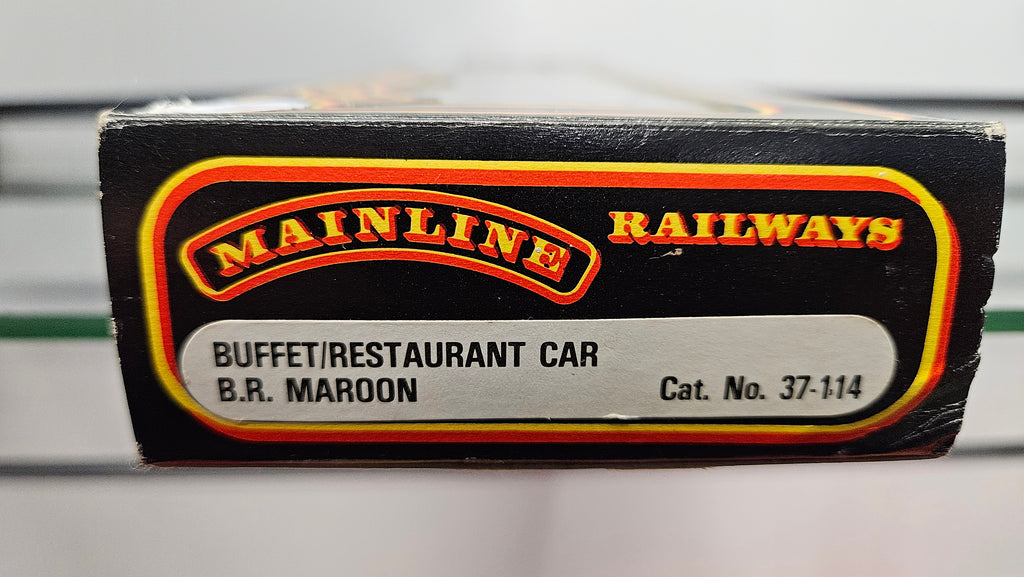 MAINLINE RAILWAYS
BUFFET/RESTAURANT CAR
B.R. MAROON
Cat. No. 37-114